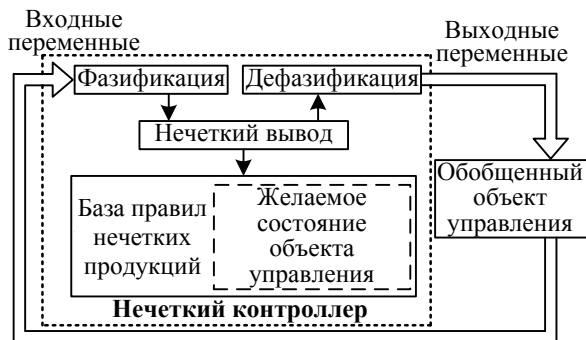 Входные
переменные
Выходные
переменные
Фазификация
Дефазификация
Нечеткий вывод
База правил
нечетких
продукций
Желаемое
состояние
объекта
управления
Нечеткий контроллер
Обобщенный
объект
управления